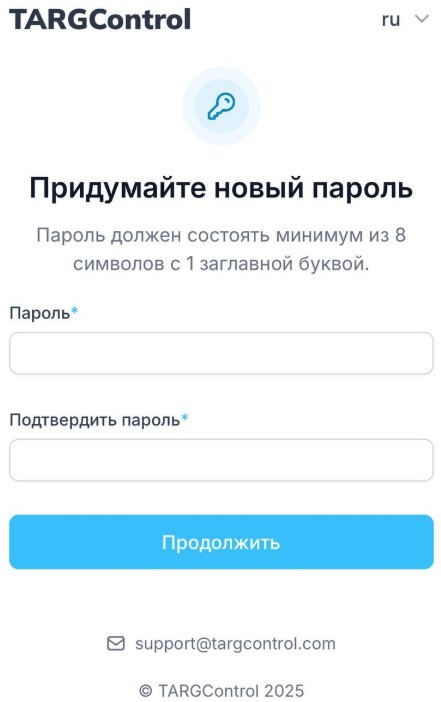 TARGControl
ru
Придумайте новый пароль
Пароль должен состоять минимум из 8
символов с 1 заглавной буквой.
Пароль*
Подтвердить пароль*
Продолжить
support@targcontrol.com
© TARGControl 2025